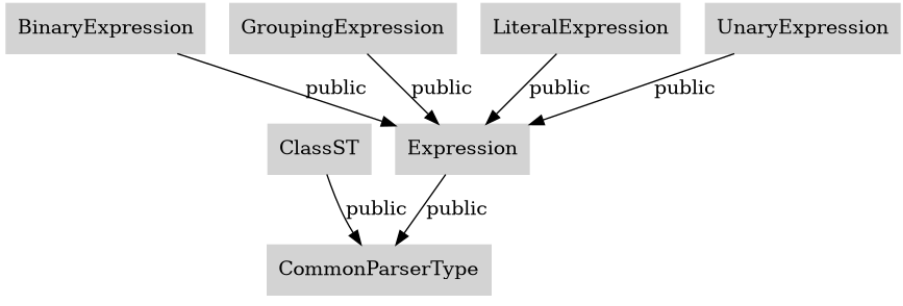 BinaryExpression
GroupingExpression
LiteralExpression
UnaryExpression
public
public
public
public
ClassST
Expression
public
public
CommonParserType